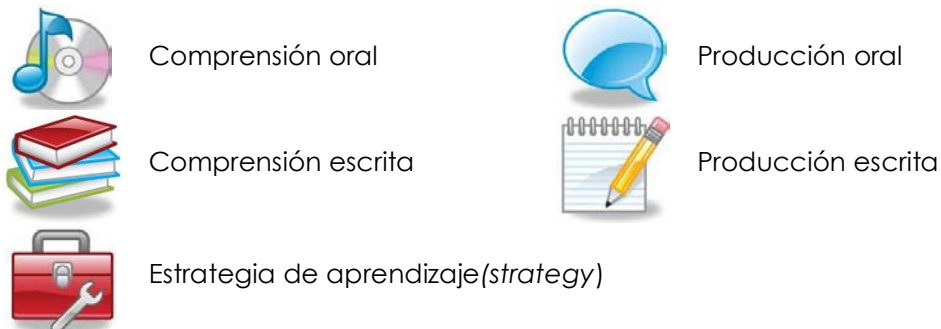 Comprensión oral
Producción oral
Comprensión escrita
Producción escrita
Estrategia de aprendizaje(strategy)